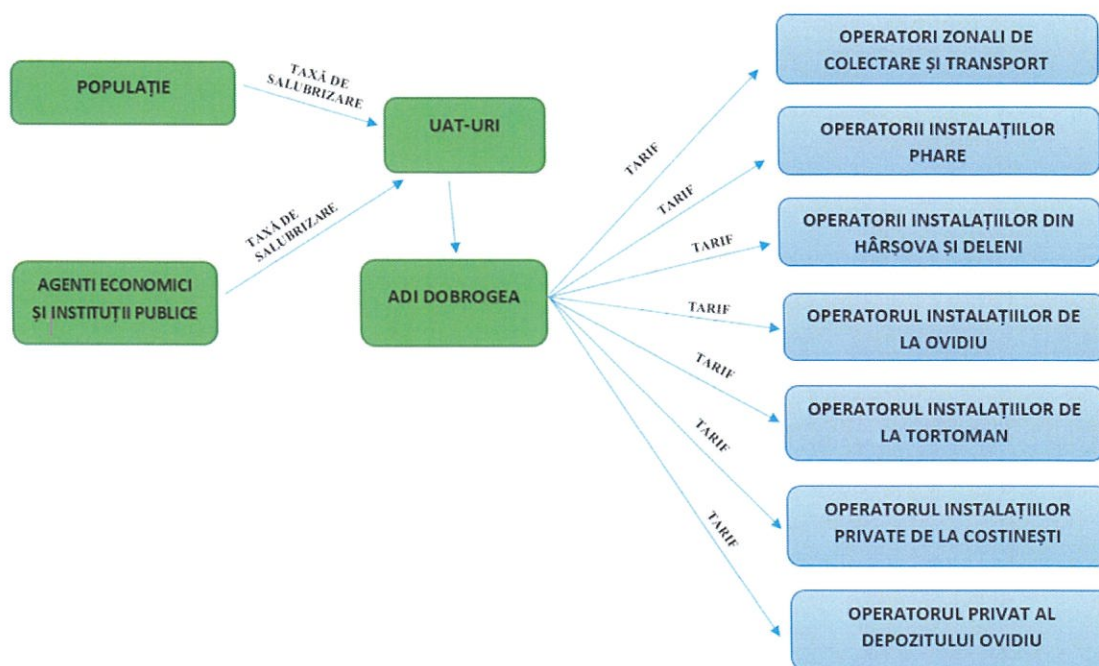 POPULAȚIE
TAXĂ DE
SALUBRIZARE
UAT-URI
TAXĂ DE
SALUBRIZARE
AGENTI ECONOMICI
ȘI INSTITUȚII PUBLICE
ADI DOBROGEA
TARIF
OPERATORI ZONALI DE
COLECTARE ȘI TRANSPORT
TARIF
OPERATORII INSTALAȚIILOR
PHARE
TARIF
OPERATORII INSTALAȚIILOR DIN
HÂRȘOVA ȘI DELENI
TARIF
OPERATORUL INSTALAȚIILOR DE
LA OVIDIU
TARIF
OPERATORUL INSTALAȚIILOR DE
LA TORTOMAN
TARIF
OPERATORUL INSTALAȚIILOR
PRIVATE DE LA COSTINEȘTI
TARIF
OPERATORUL PRIVAT AL
DEPOZITULUI OVIDIU